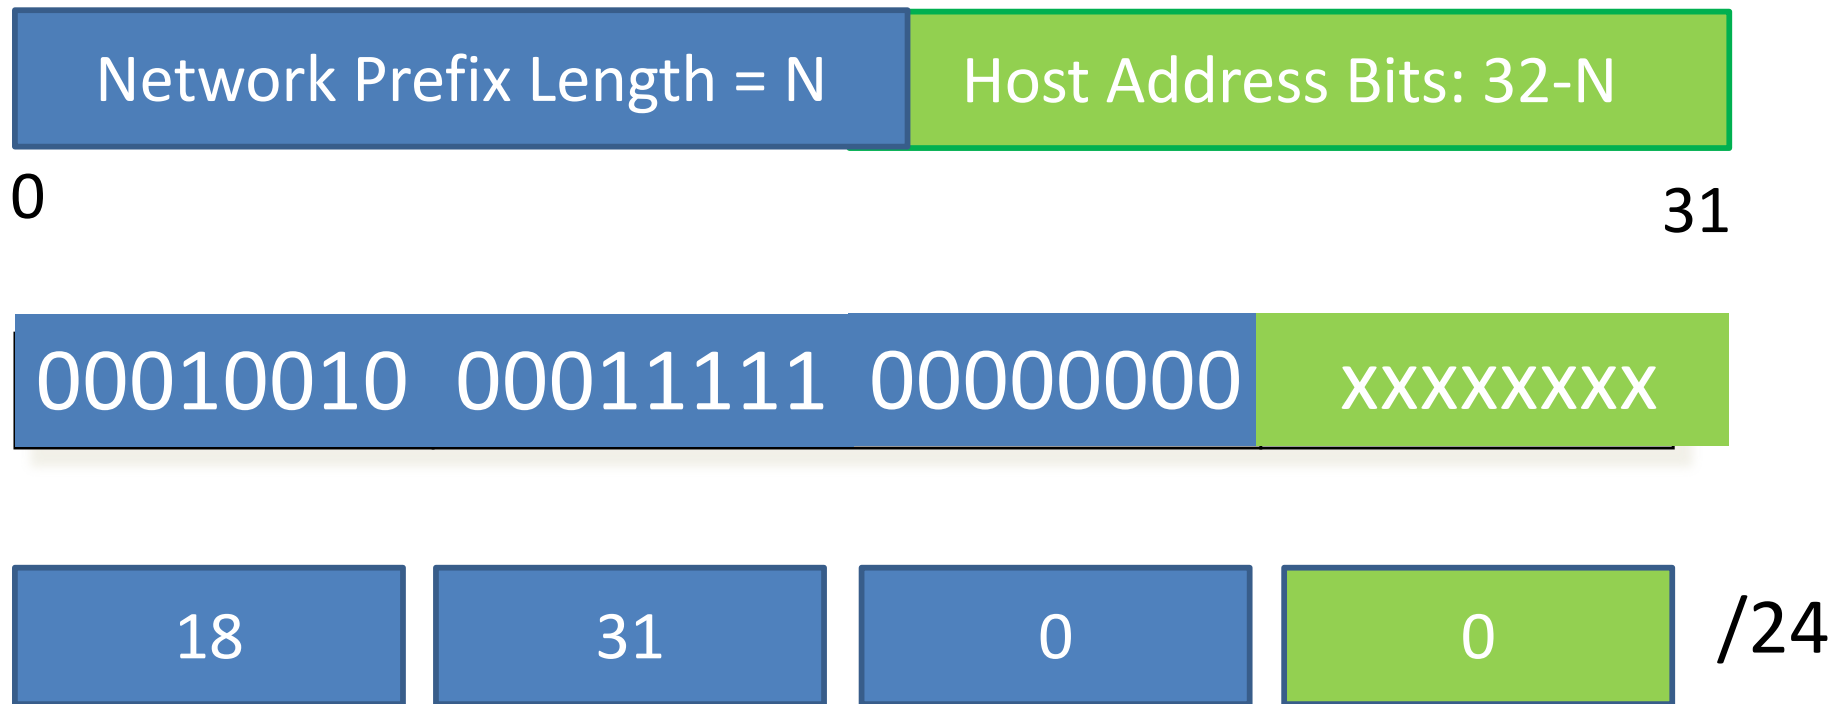 Network Prefix Length = N Host Address Bits: 32-N
0 31
00010010 00011111 00000000 xxxxxxxx
18 31 0 0 /24